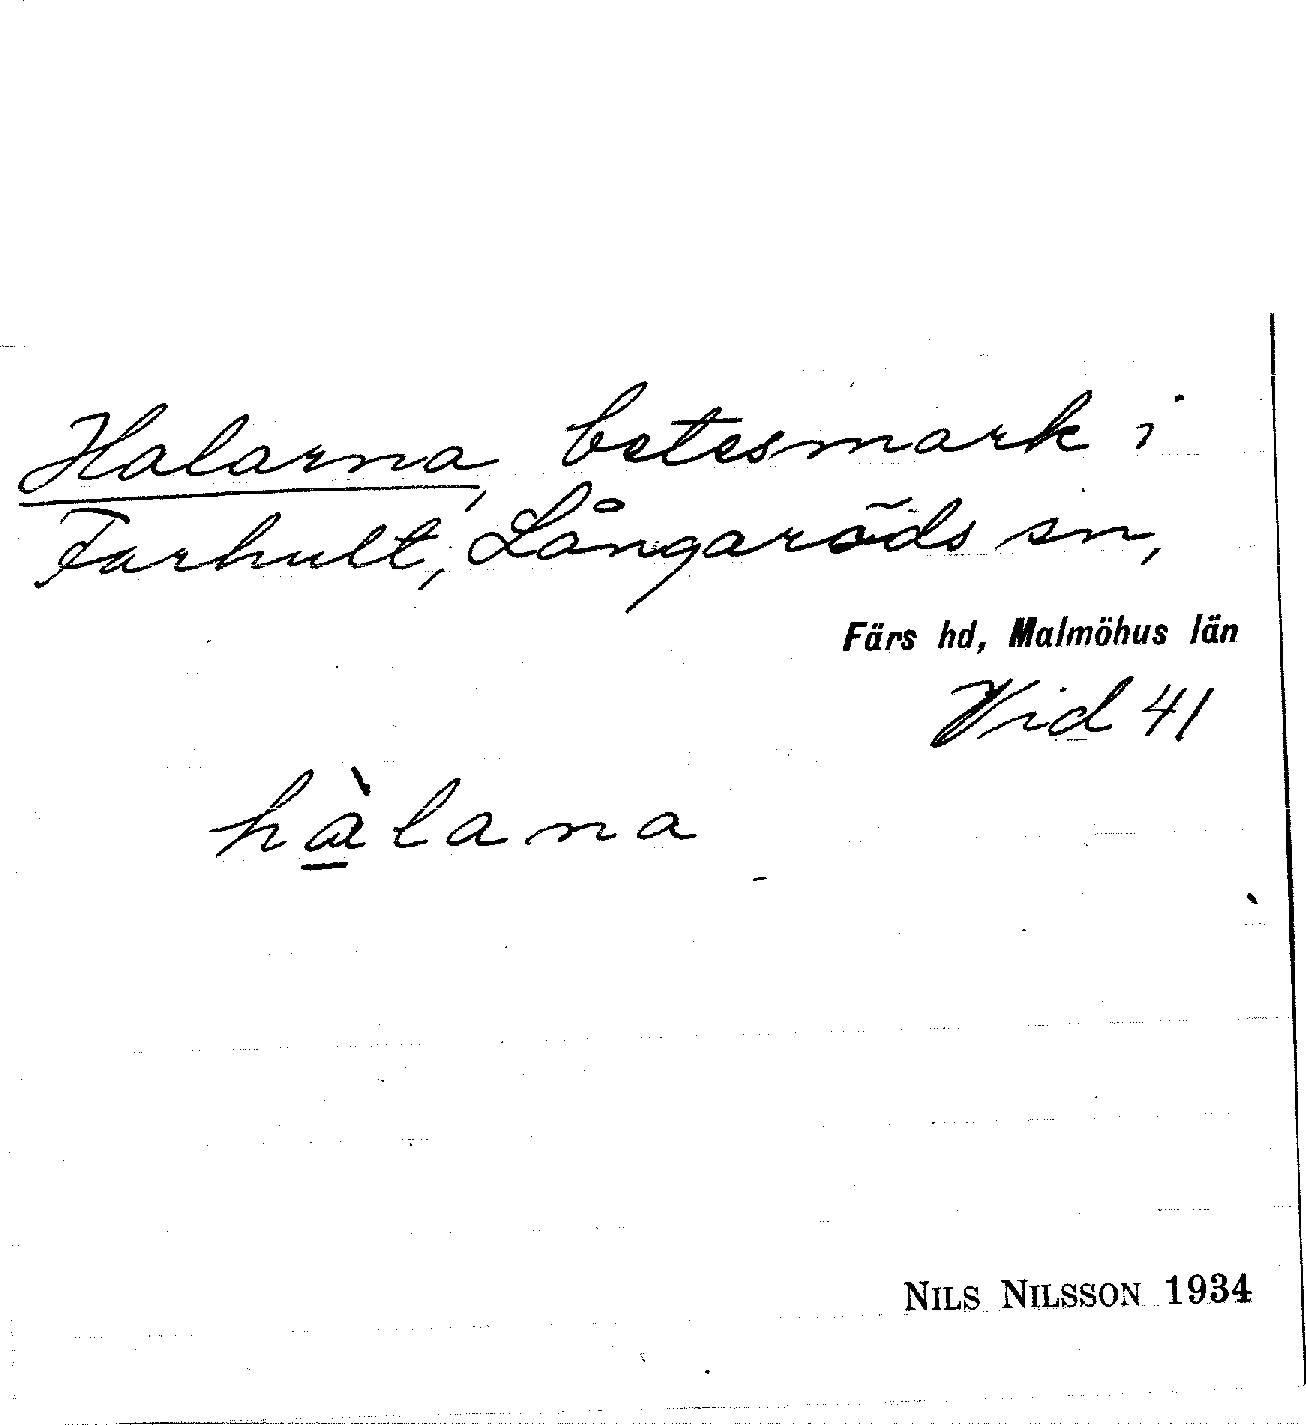 Halarna, betesmark i
Farhult, Långaröds sn,
Färs hd, Malmöhus län
Vid 41
hàlana
NILS NILSSON 1934